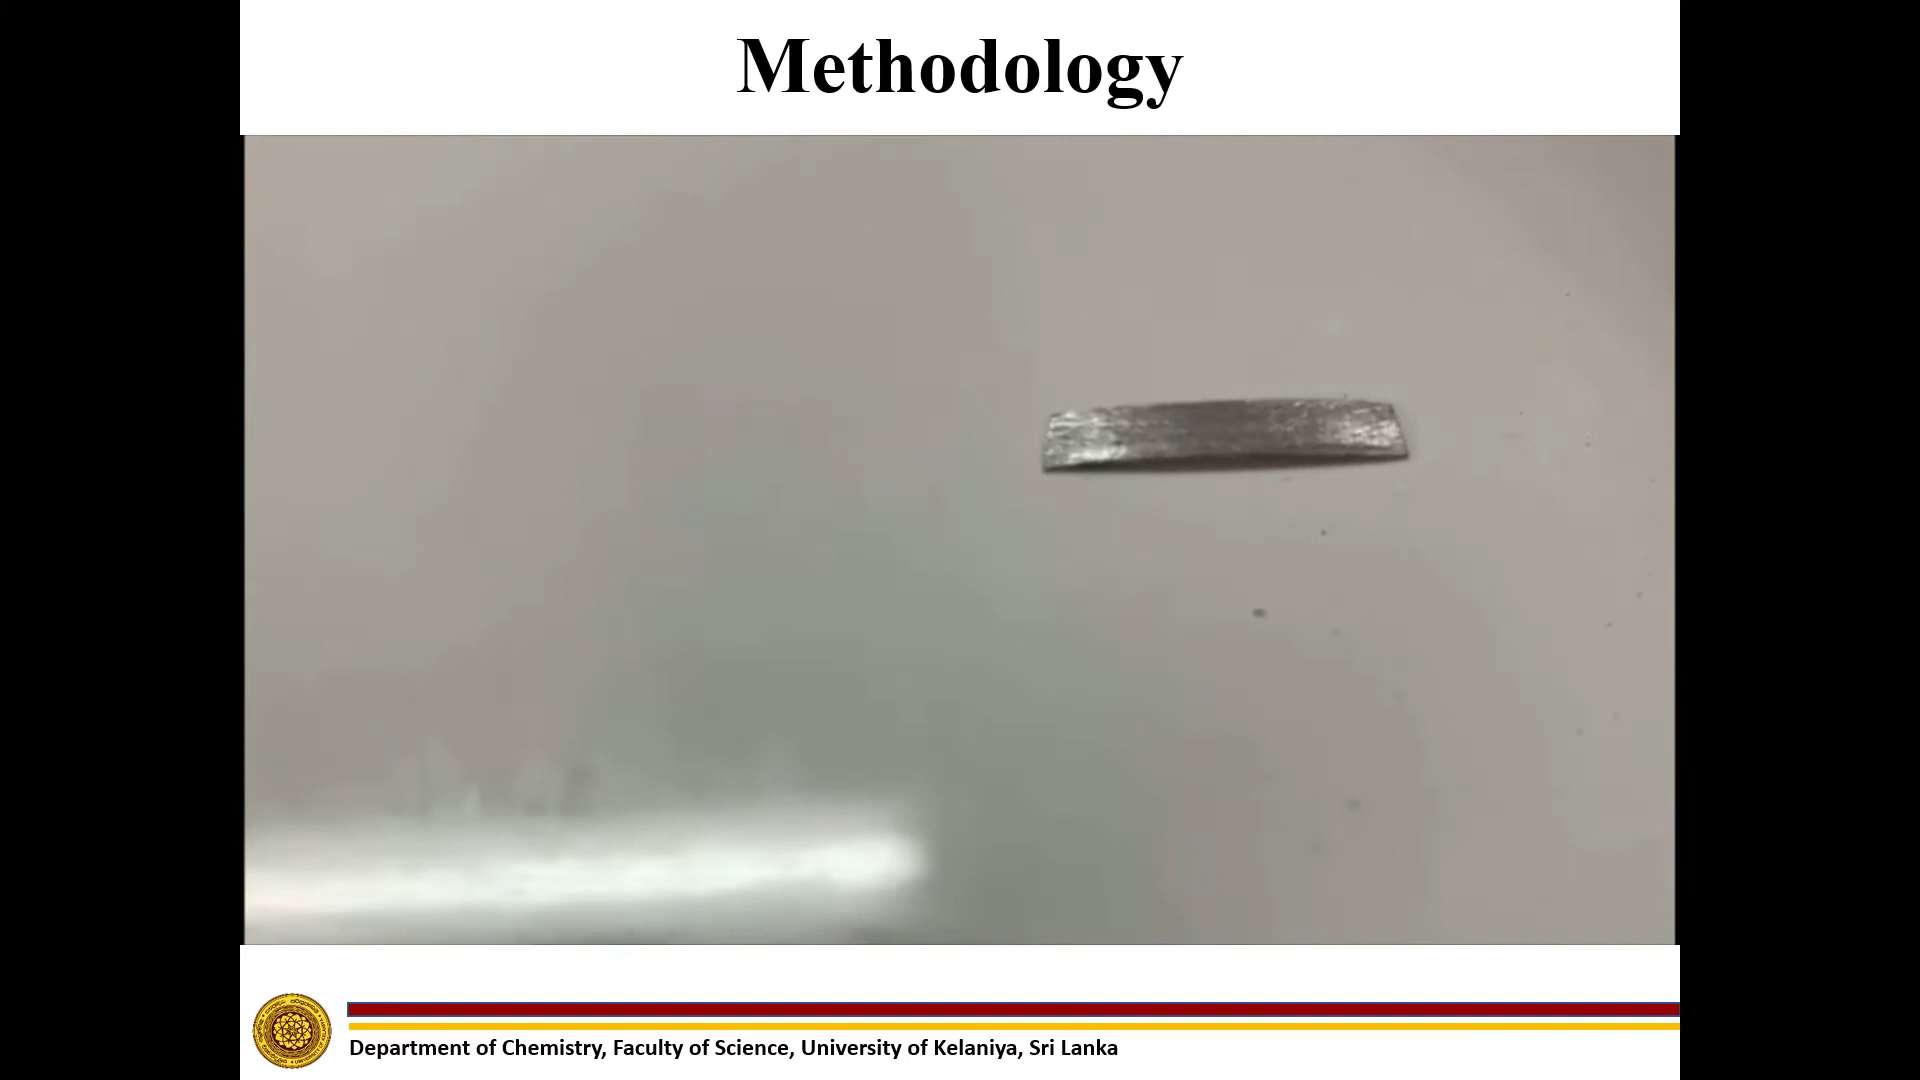 Methodology
Department of Chemistry, Faculty of Science, University of Kelaniya, Sri Lanka